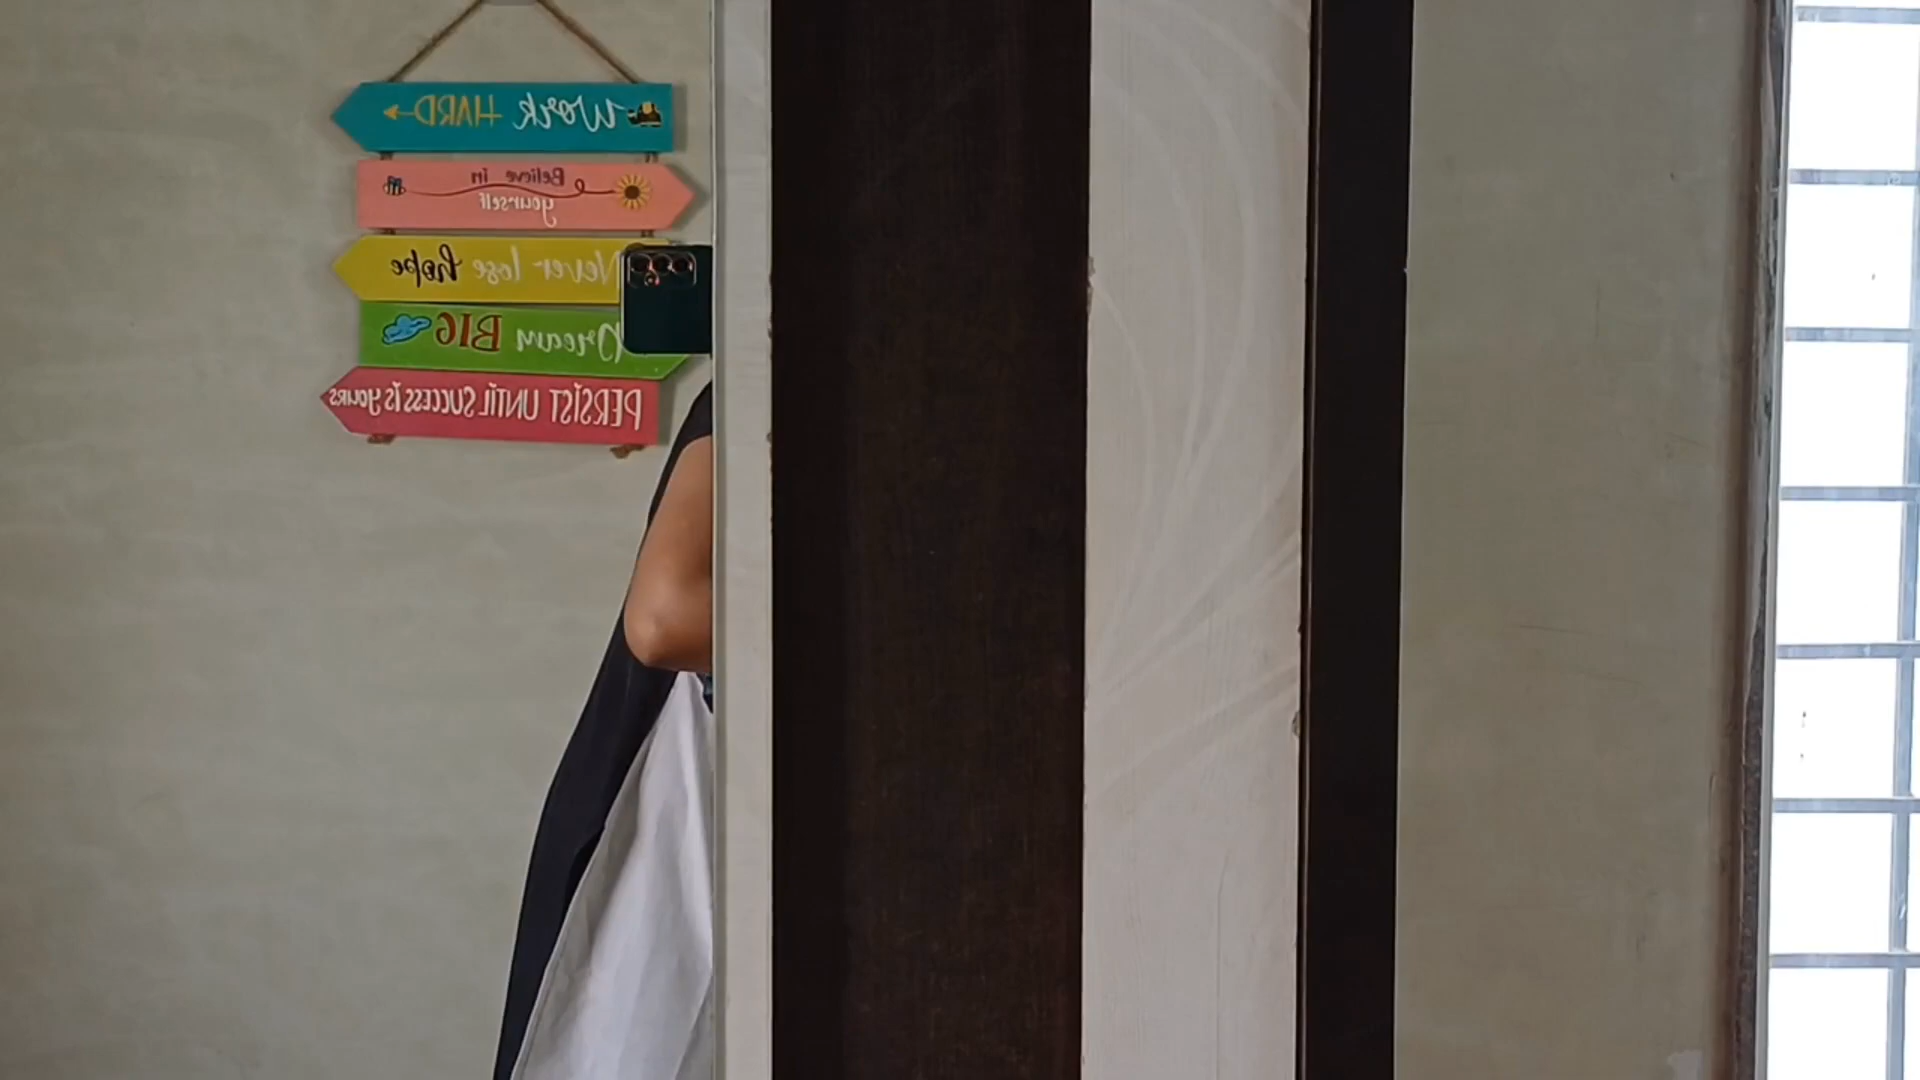 Work HARD
Believe in
yourself
Never lose hope
Dream BIG
PERSIST UNTIL SUCCESS IS YOURS